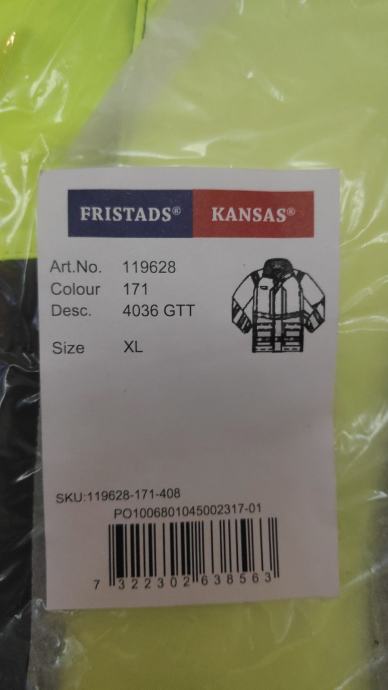 FRISTADS® KANSAS®
Art.No. 119628
Colour 171
Desc. 4036 GTT
Size XL
SKU:119628-171-408
PO1006801045002317-01
7 322302 638563